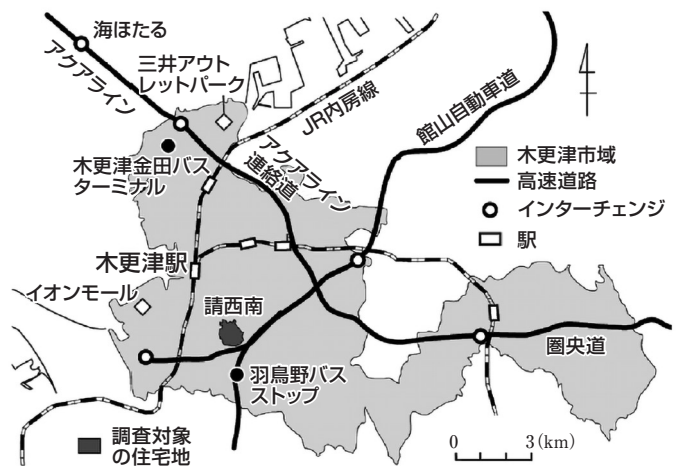 海ほたる
アクアライン
三井アウト
レットパーク
JR内房線
館山自動車道
アクアライン
連絡道
木更津金田バス
ターミナル
木更津市域
高速道路
インターチェンジ
駅
木更津駅
イオンモール
請西南
圏央道
羽鳥野バス
ストップ
調査対象
の住宅地
0 3(km)